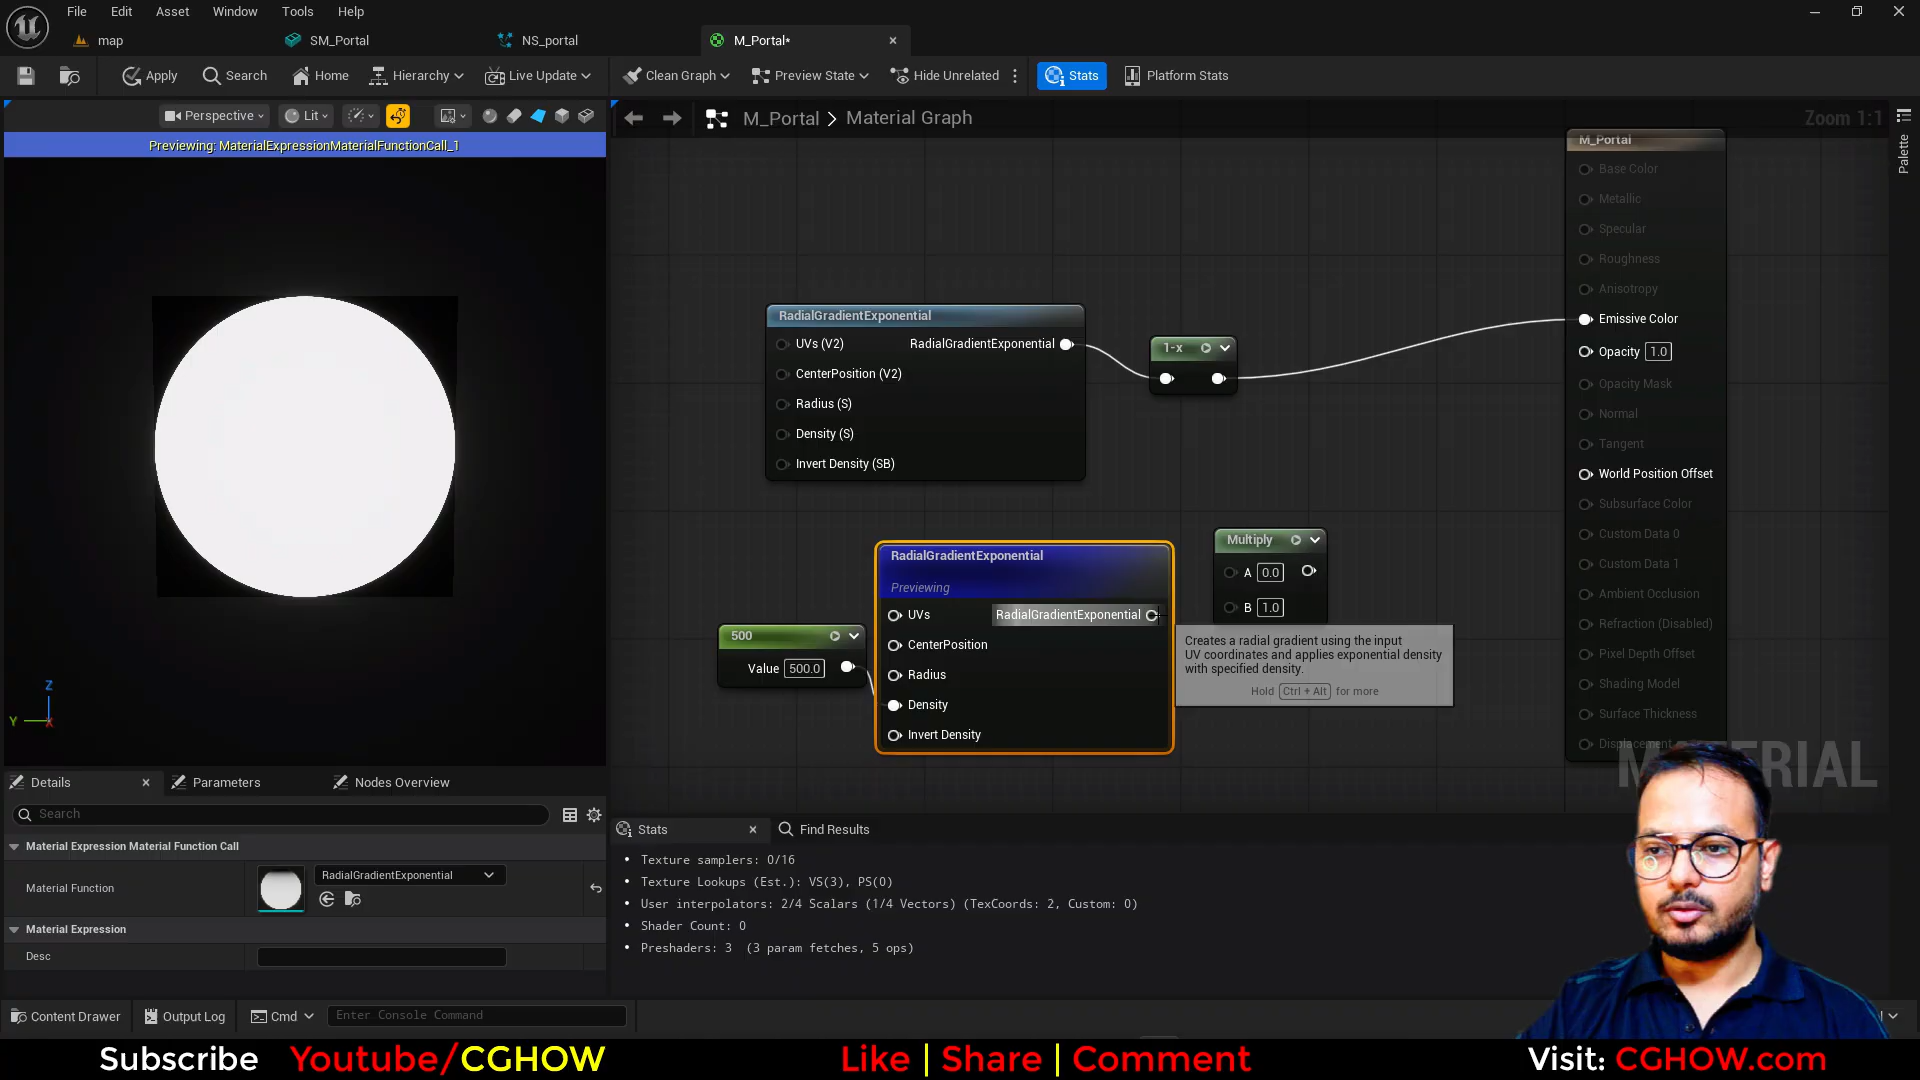 File Edit Asset Window Tools Help
map SM_Portal NS_portal M_Portal*
Apply Search Home Hierarchy Live Update Clean Graph Preview State Hide Unrelated Stats Platform Stats
Perspective Lit
Previewing: MaterialExpressionMaterialFunctionCall_1
M_Portal > Material Graph
Zoom 1:1
Palette
M_Portal
Base Color
Metallic
Specular
Roughness
Anisotropy
Emissive Color
Opacity 1.0
Opacity Mask
Normal
Tangent
World Position Offset
Subsurface Color
Custom Data 0
Custom Data 1
Ambient Occlusion
Refraction (Disabled)
Pixel Depth Offset
Shading Model
Surface Thickness
Displacement
RadialGradientExponential
UVs (V2) RadialGradientExponential
CenterPosition (V2)
Radius (S)
Density (S)
Invert Density (SB)
1-x
Multiply
A 0.0
B 1.0
RadialGradientExponential
Previewing
UVs RadialGradientExponential
CenterPosition
Radius
Density
Invert Density
500
Value 500.0
Creates a radial gradient using the input
UV coordinates and applies exponential density
with specified density.
Hold Ctrl + Alt for more
Z
Y X
Details Parameters Nodes Overview
Search
Material Expression Material Function Call
Material Function RadialGradientExponential
Material Expression
Desc
Stats Find Results
Texture samplers: 0/16
Texture Lookups (Est.): VS(3), PS(0)
User interpolators: 2/4 Scalars (1/4 Vectors) (TexCoords: 2, Custom: 0)
Shader Count: 0
Preshaders: 3 (3 param fetches, 5 ops)
Content Drawer Output Log Cmd Enter Console Command
Subscribe Youtube/CGHOW Like | Share | Comment Visit: CGHOW.com